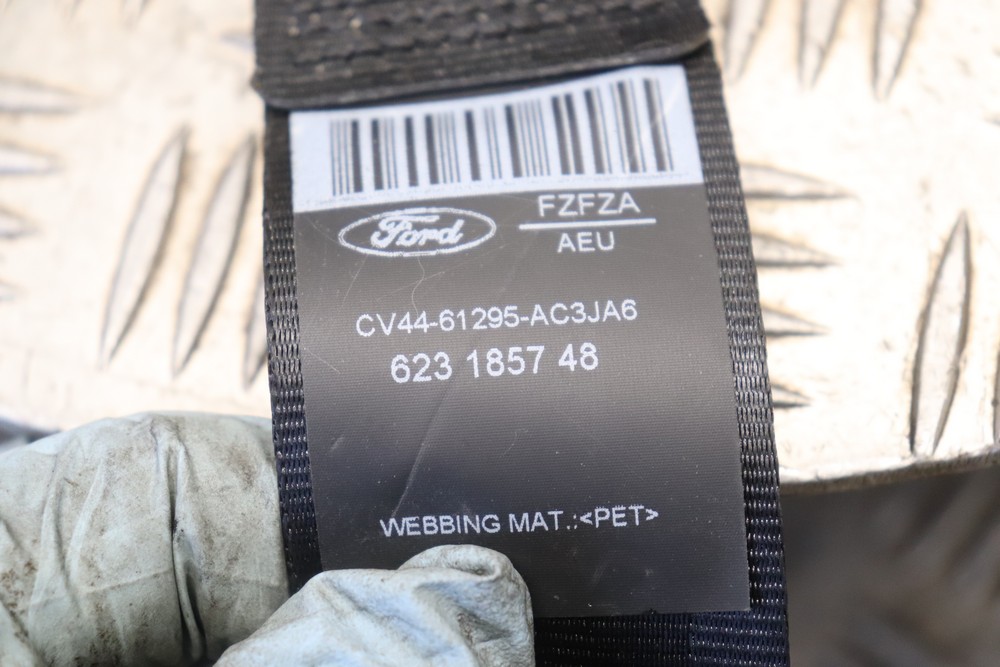 Ford
FZFZA
AEU
CV44-61295-AC3JA6
623 1857 48
WEBBING MAT.:<PET>